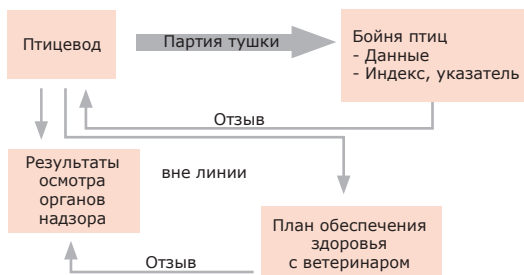 Птицевод
Партия тушки
Бойня птиц
- Данные
- Индекс, указатель
Отзыв
Результаты
осмотра
органов
надзора
вне линии
План обеспечения
здоровья
с ветеринаром
Отзыв